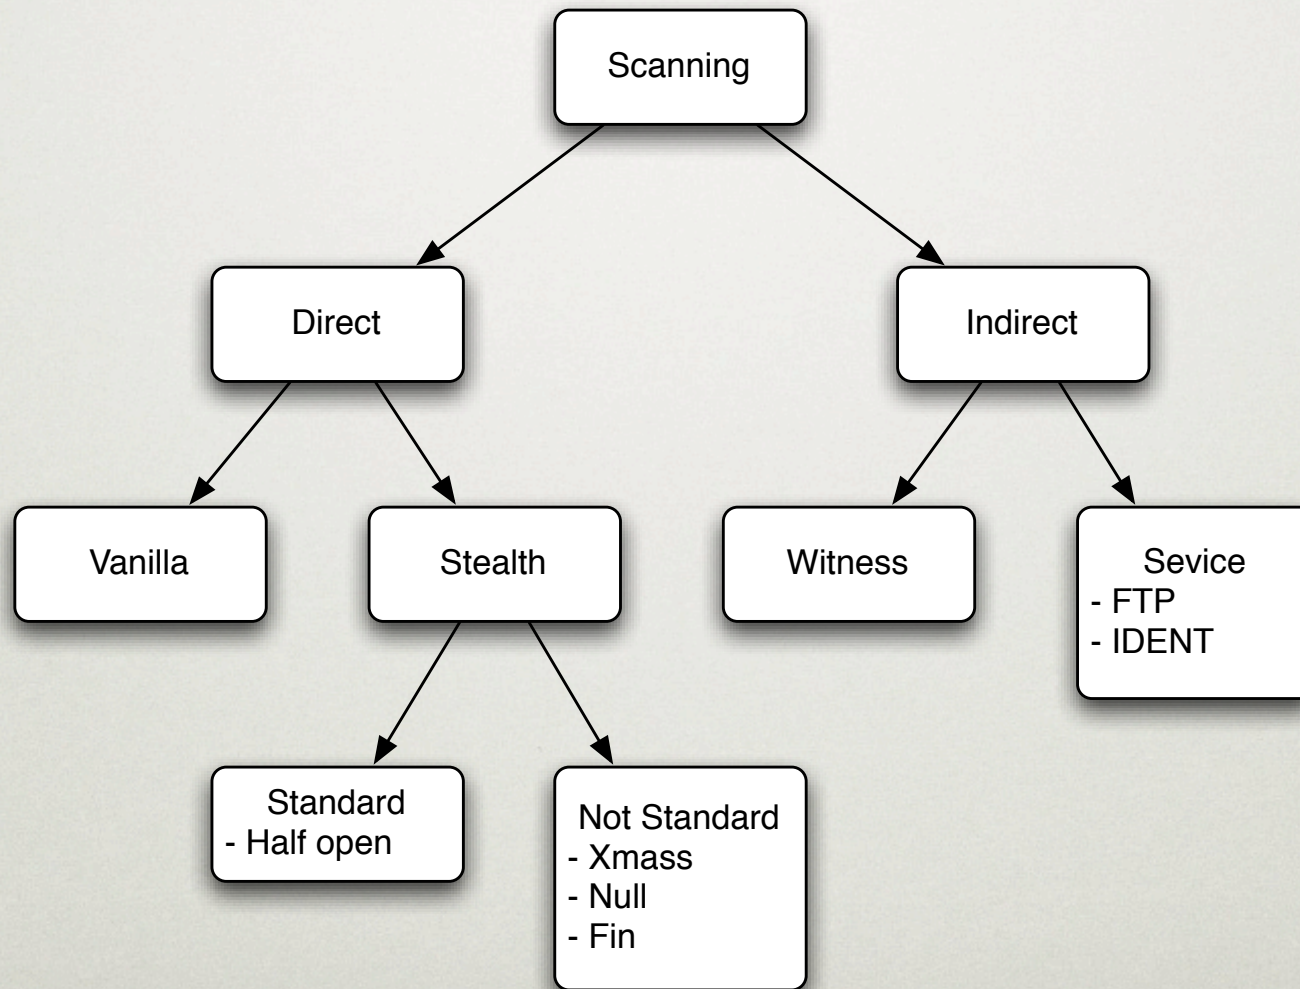 Scanning
Direct
Indirect
Vanilla
Stealth
Witness
Sevice
- FTP
- IDENT
Standard
- Half open
Not Standard
- Xmass
- Null
- Fin